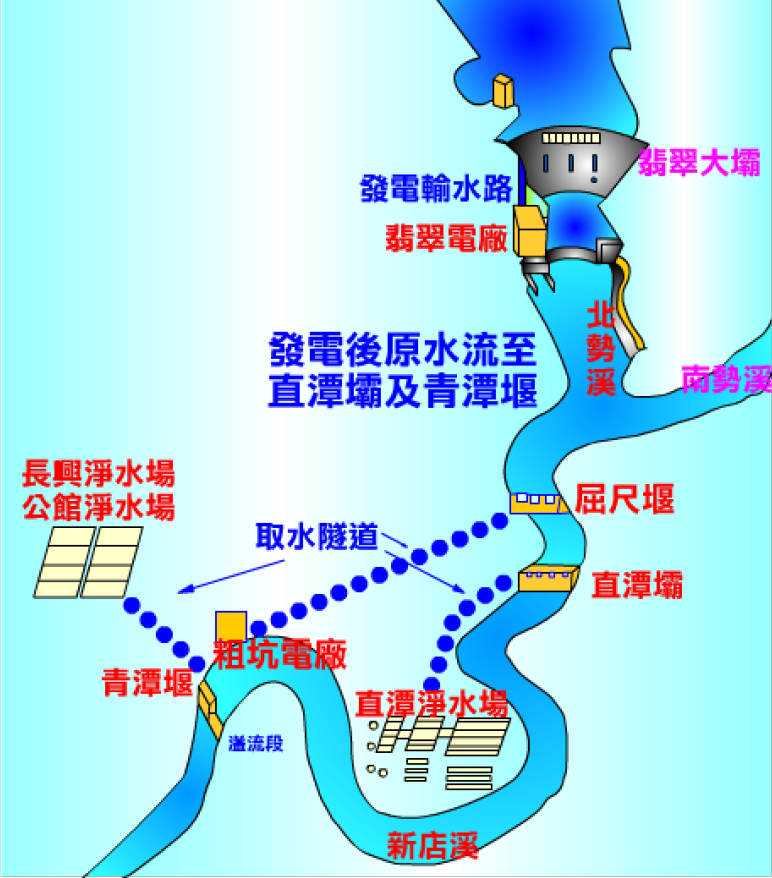 翡翠大壩
發電輸水路
翡翠電廠
北勢溪
發電後原水流至
直潭壩及青潭堰
南勢溪
長興淨水場
公館淨水場
屈尺堰
取水隧道
直潭壩
粗坑電廠
青潭堰
直潭淨水場
溢流段
新店溪